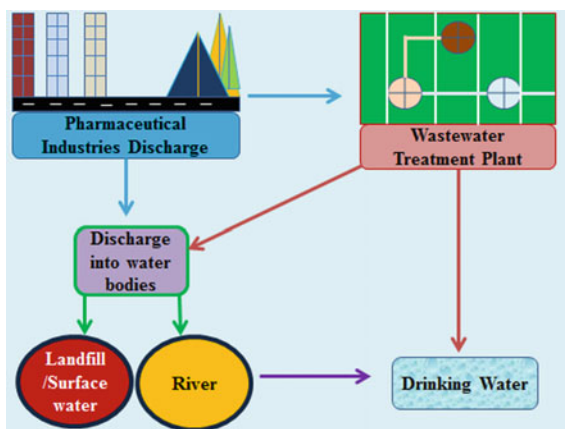 Pharmaceutical
Industries Discharge
Wastewater
Treatment Plant
Discharge
into water
bodies
Landfill
/Surface
water
River
Drinking Water